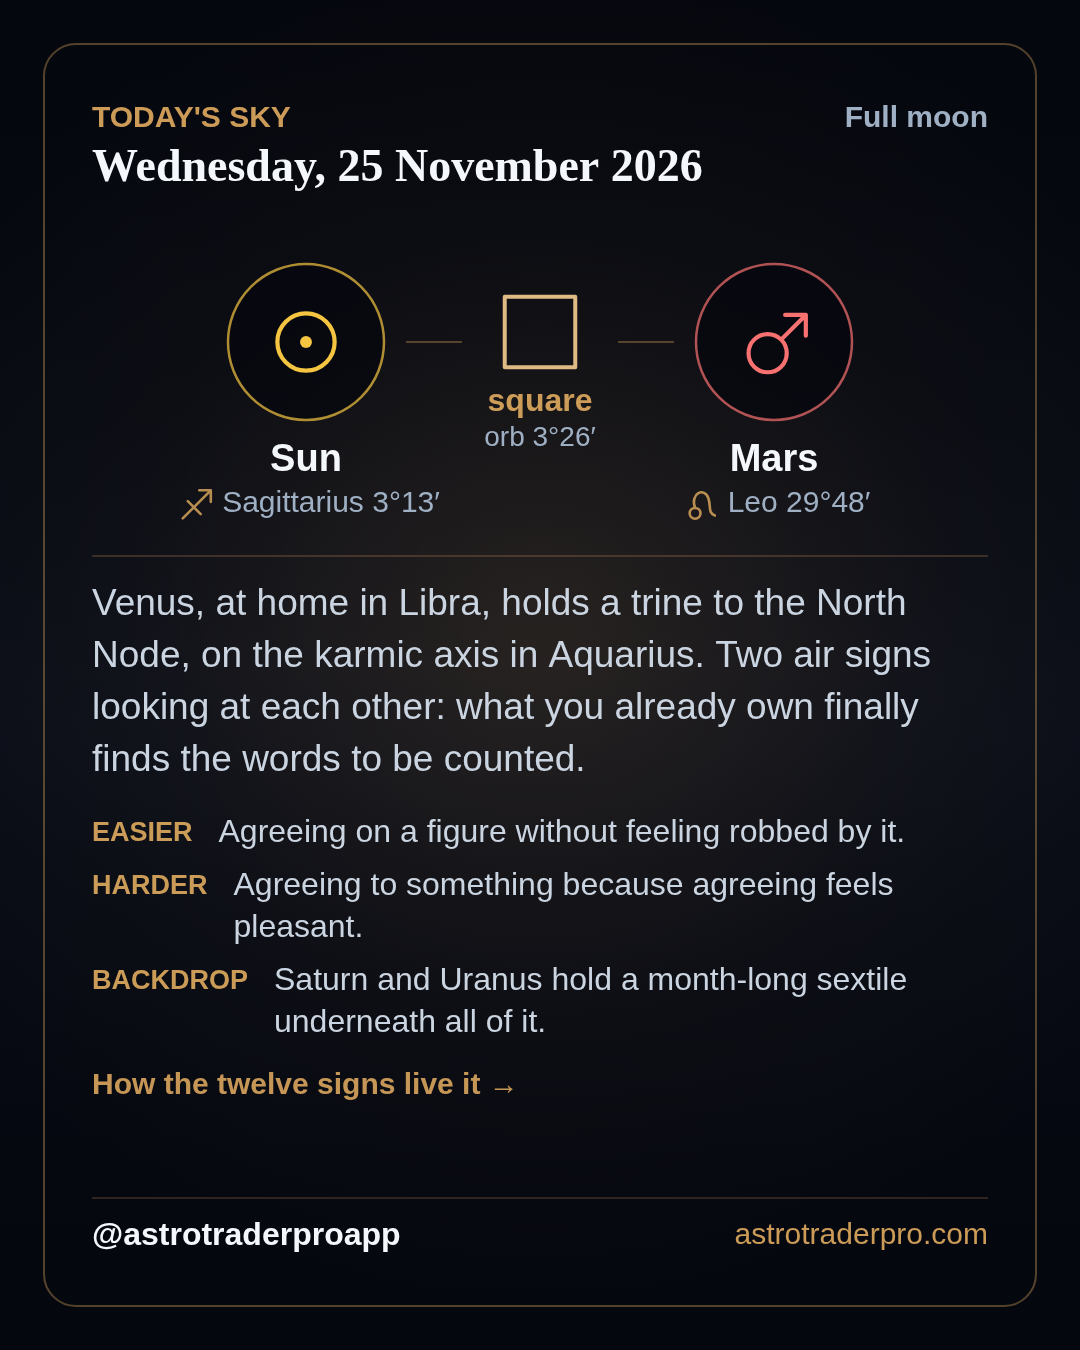 TODAY'S SKY
Full moon
Wednesday, 25 November 2026
square
orb 3°26′
Sun
Mars
Sagittarius 3°13′
Leo 29°48′
Venus, at home in Libra, holds a trine to the North
Node, on the karmic axis in Aquarius. Two air signs
looking at each other: what you already own finally
finds the words to be counted.
EASIER Agreeing on a figure without feeling robbed by it.
HARDER Agreeing to something because agreeing feels
pleasant.
BACKDROP Saturn and Uranus hold a month-long sextile
underneath all of it.
How the twelve signs live it →
@astrotraderproapp
astrotraderpro.com